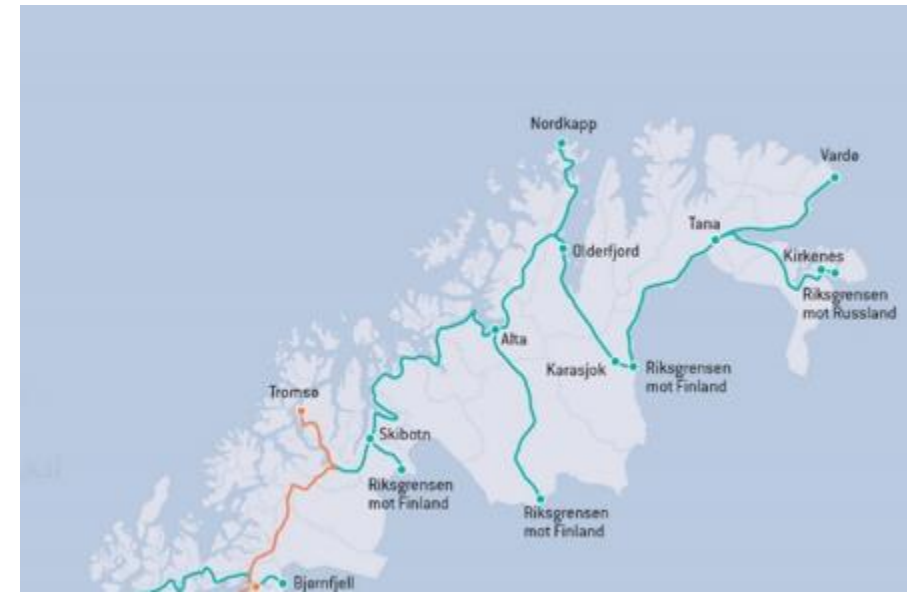 Nordkapp
Vardø
Tana
Olderfjord
Kirkenes
Riksgrensen
mot Russland
Alta
Karasjok
Riksgrensen
mot Finland
Tromsø
Skibotn
Riksgrensen
mot Finland
Riksgrensen
mot Finland
Bjørnfjell